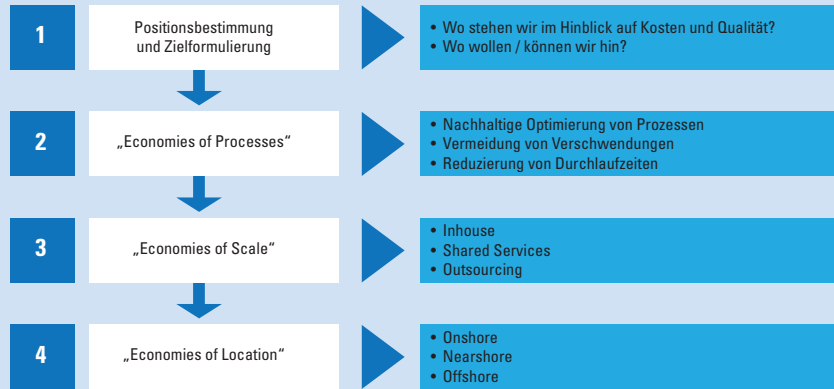 1
Positionsbestimmung
und Zielformulierung
• Wo stehen wir im Hinblick auf Kosten und Qualität?
• Wo wollen / können wir hin?
2
„Economies of Processes“
• Nachhaltige Optimierung von Prozessen
• Vermeidung von Verschwendungen
• Reduzierung von Durchlaufzeiten
3
„Economies of Scale“
• Inhouse
• Shared Services
• Outsourcing
4
„Economies of Location“
• Onshore
• Nearshore
• Offshore